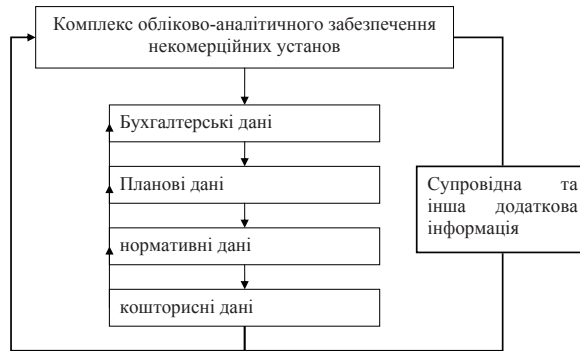 Комплекс обліково-аналітичного забезпечення
некомерційних установ
Бухгалтерські дані
Планові дані
нормативні дані
кошторисні дані
Супровідна та
інша додаткова
інформація